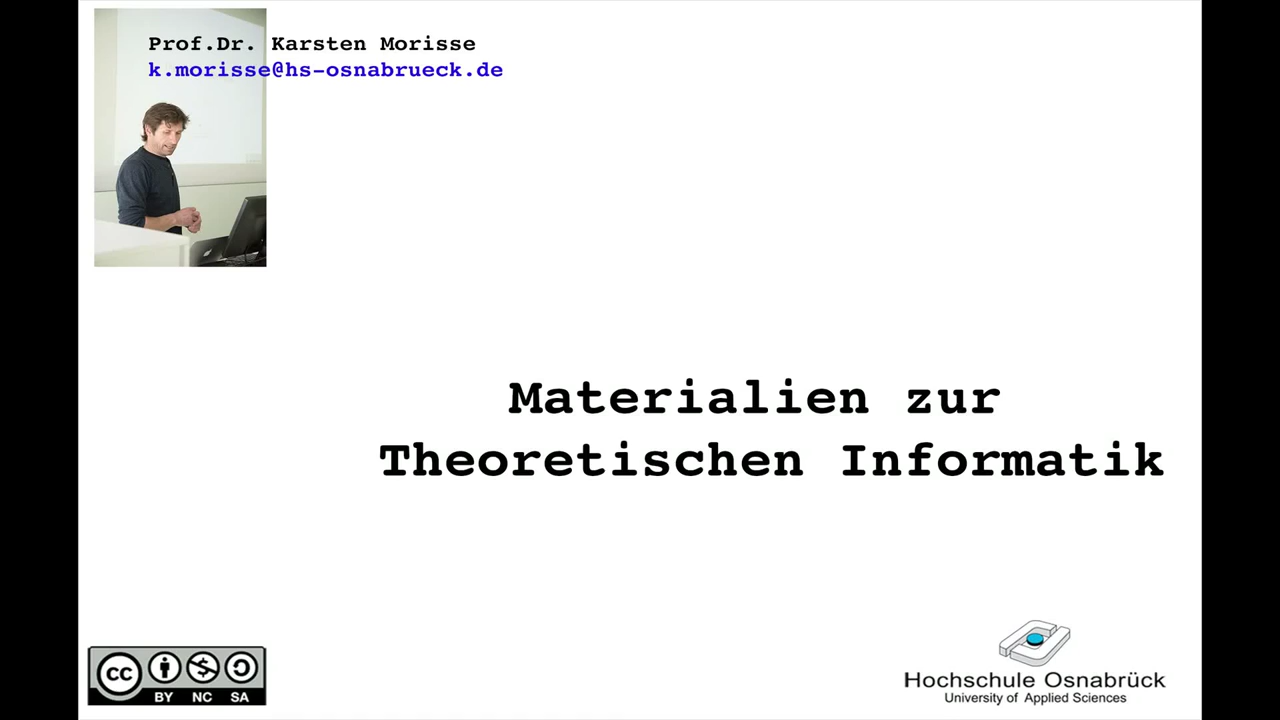 Prof.Dr. Karsten Morisse
k.morisse@hs-osnabrueck.de
Materialien zur
Theoretischen Informatik
cc
BY NC SA
Hochschule Osnabrück
University of Applied Sciences